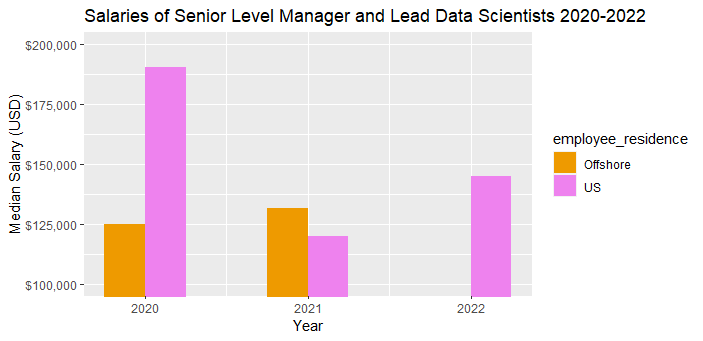 Salaries of Senior Level Manager and Lead Data Scientists 2020-2022
Median Salary (USD)
$200,000
$175,000
$150,000
$125,000
$100,000
2020 2021 2022
Year
employee_residence
Offshore
US